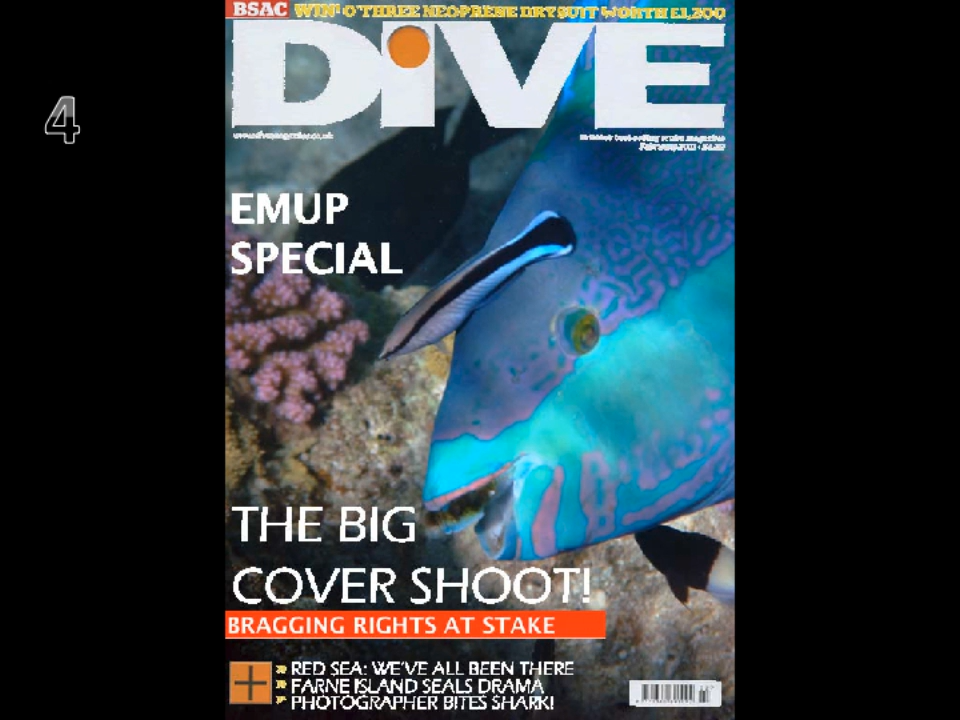 4
BSAC WIN! O'THREE NEOPRENE DRYSUIT WORTH £1,200
DiVE
EMUP
SPECIAL
THE BIG
COVER SHOOT!
BRAGGING RIGHTS AT STAKE
+ » RED SEA: WE'VE ALL BEEN THERE
» FARNE ISLAND SEALS DRAMA
» PHOTOGRAPHER BITES SHARK!